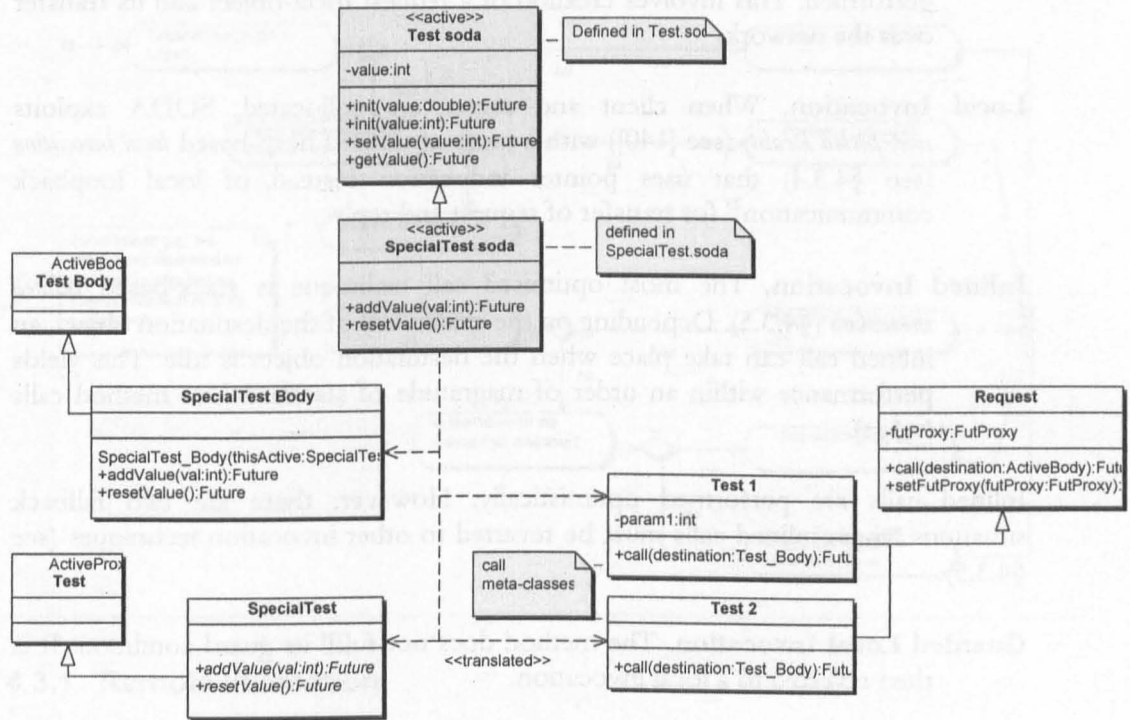 <<active>>
Test soda
-value:int
+init(value:double):Future
+init(value:int):Future
+setValue(value:int):Future
+getValue():Future
Defined in Test.sod
<<active>>
SpecialTest soda
+addValue(val:int):Future
+resetValue():Future
defined in
SpecialTest.soda
ActiveBod
Test Body
SpecialTest Body
SpecialTest_Body(thisActive:SpecialTes
+addValue(val:int):Future
+resetValue():Future
Request
-futProxy:FutProxy
+call(destination:ActiveBody):Futu
+setFutProxy(futProxy:FutProxy):
Test 1
-param1:int
+call(destination:Test_Body):Futu
call
meta-classes
ActiveProx
Test
SpecialTest
+addValue(val:int):Future
+resetValue():Future
<<translated>>
Test 2
+call(destination:Test_Body):Futu